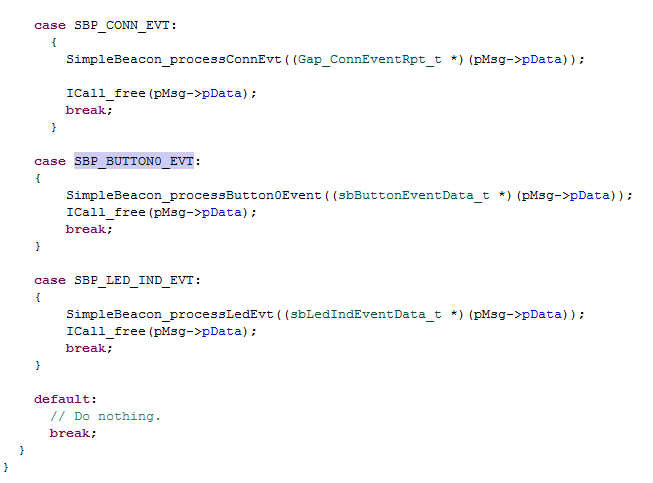 case SBP_CONN_EVT:
{
SimpleBeacon_processConnEvt((Gap_ConnEventRpt_t *)(pMsg->pData));
ICall_free(pMsg->pData);
break;
}
case SBP_BUTTON0_EVT:
{
SimpleBeacon_processButton0Event((sbButtonEventData_t *)(pMsg->pData));
ICall_free(pMsg->pData);
break;
}
case SBP_LED_IND_EVT:
{
SimpleBeacon_processLedEvt((sbLedIndEventData_t *)(pMsg->pData));
ICall_free(pMsg->pData);
break;
}
default:
// Do nothing.
break;
}
}